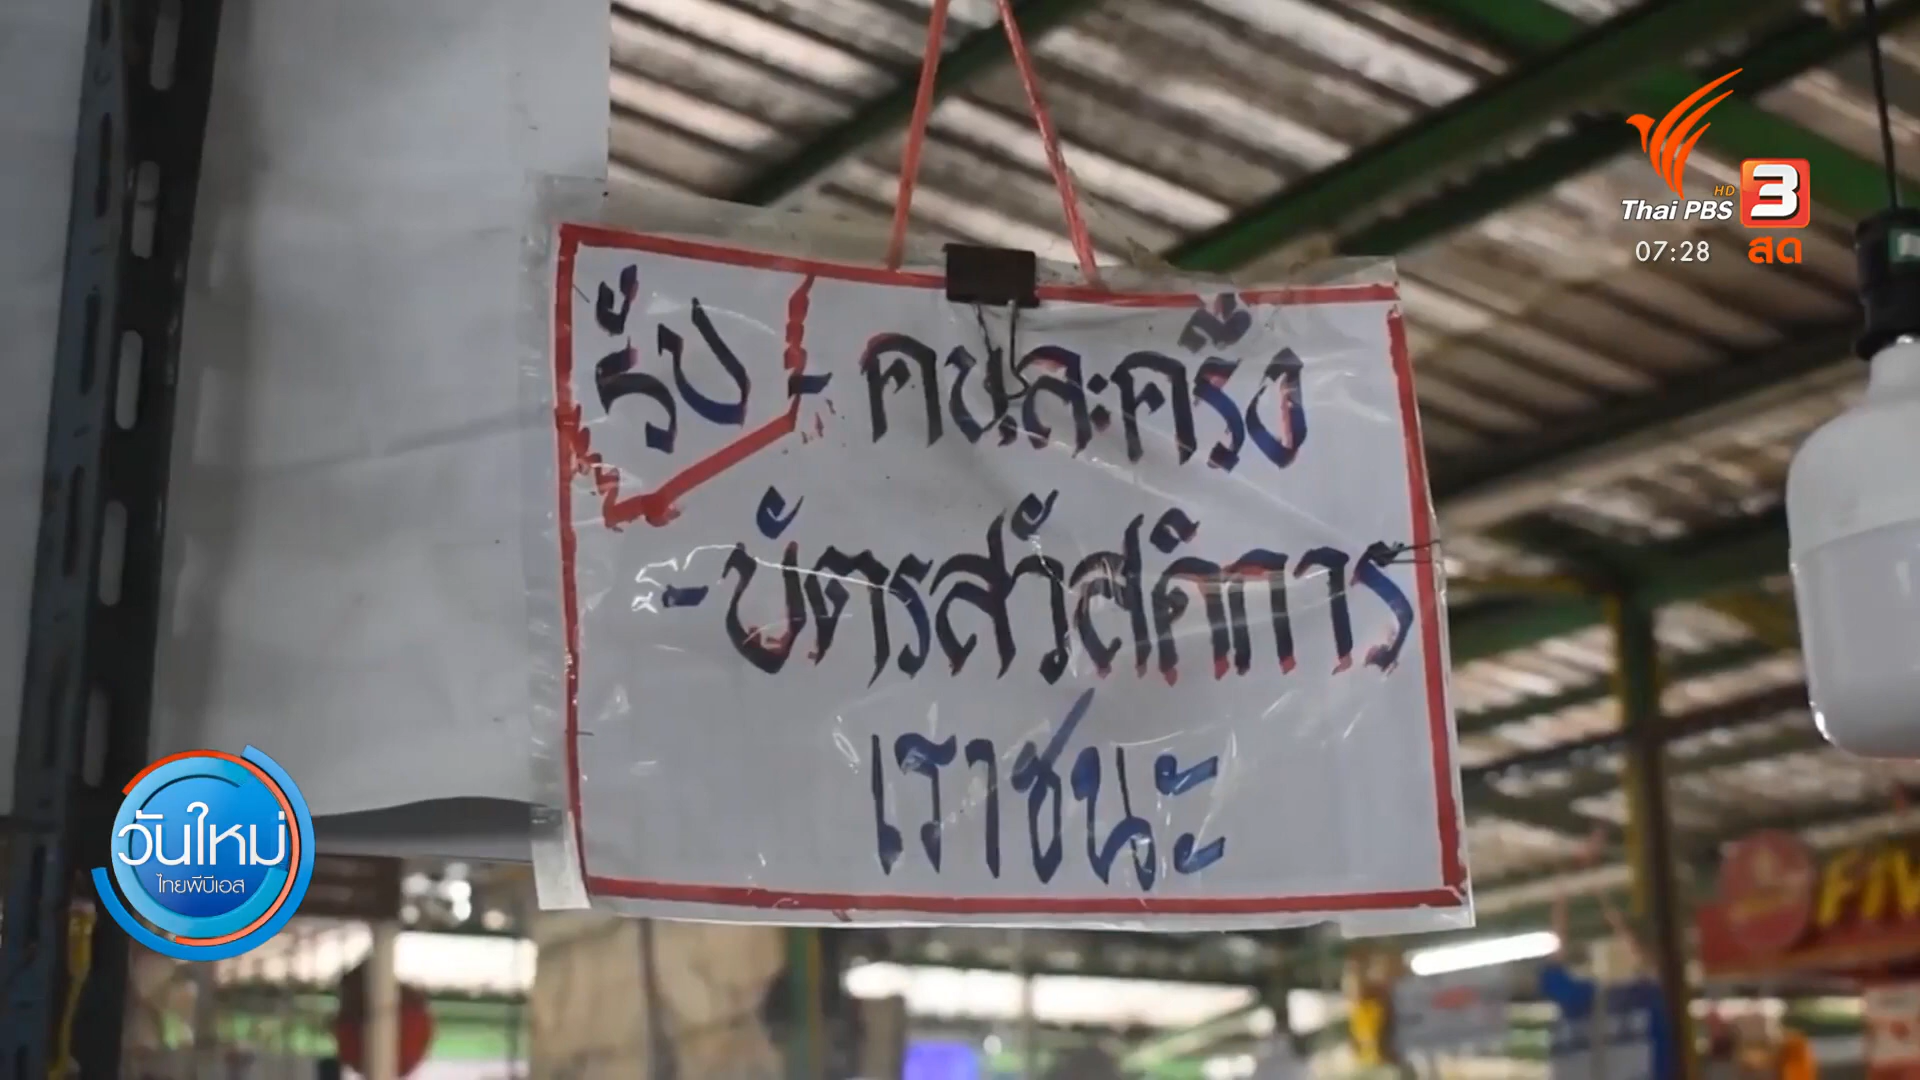 รับ - คนละครึ่ง
- บัตรสวัสดิการ
เราชนะ
Thai PBS HD 3
07:28 สด
วันใหม่
ไทยพีบีเอส